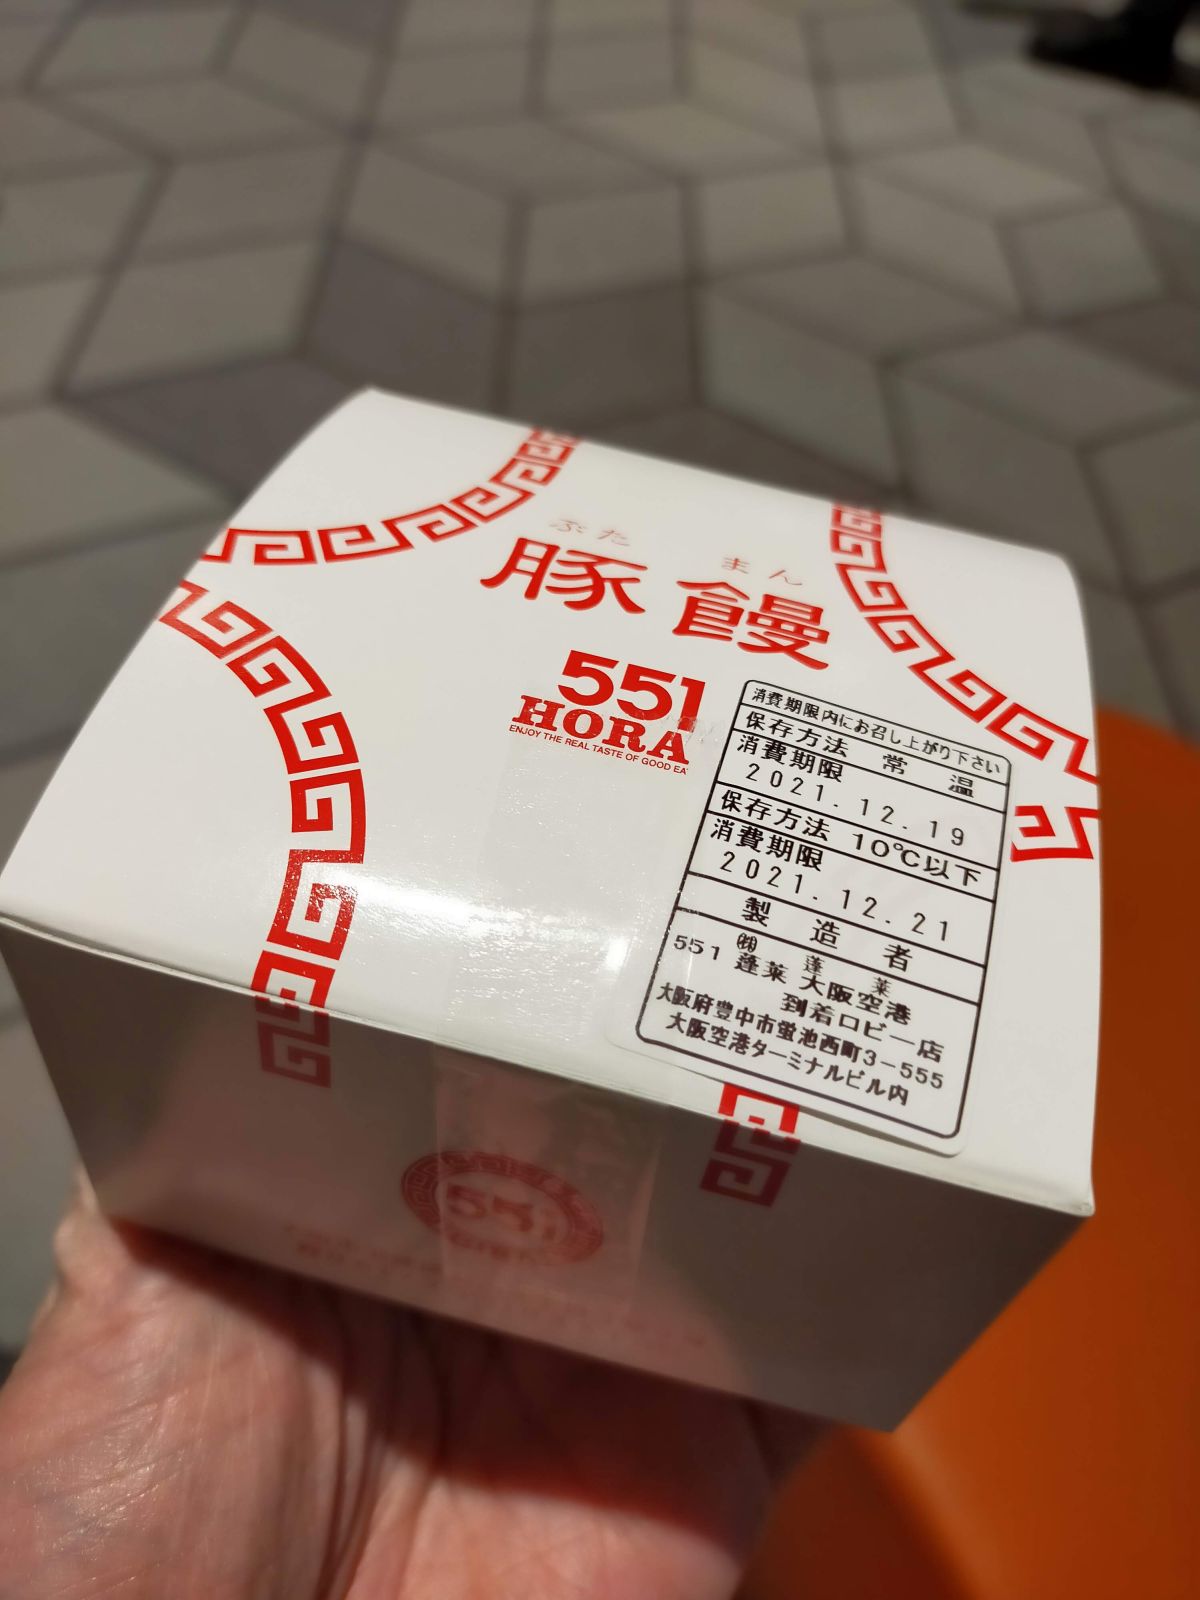 ぶた まん
豚饅
551
HORA
ENJOY THE REAL TASTE OF GOOD EA
消費期限内にお召し上がり下さい
保存方法 常温
消費期限
2021.12.19
保存方法 10℃以下
消費期限
2021.12.21
製造者
㈱蓬莱
551 蓬莱 大阪空港
到着ロビー店
大阪府豊中市蛍池西町3-555
大阪空港ターミナルビル内
551